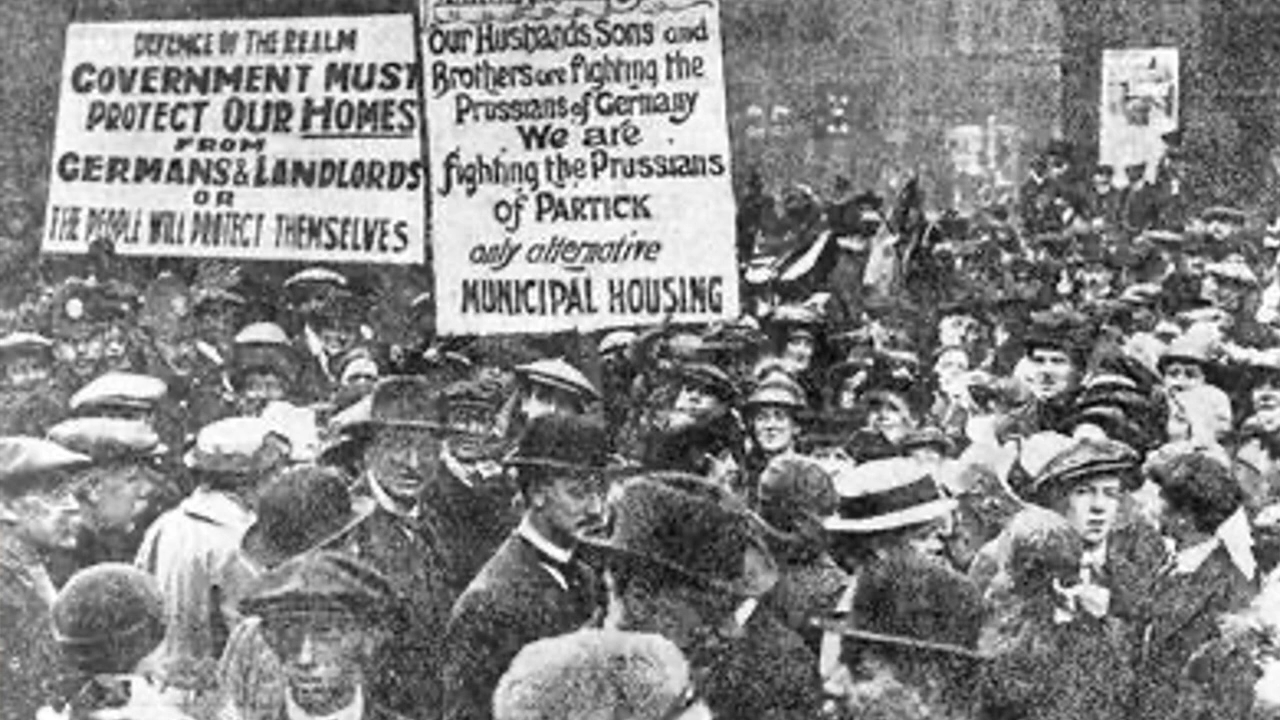 DEFENCE OF THE REALM
GOVERNMENT MUST
PROTECT OUR HOMES
FROM
GERMANS & LANDLORDS
OR
THE PEOPLE WILL PROTECT THEMSELVES
Our Husbands, Sons and
Brothers are fighting the
Prussians of Germany
We are
fighting the Prussians
of PARTICK
only alternative
MUNICIPAL HOUSING